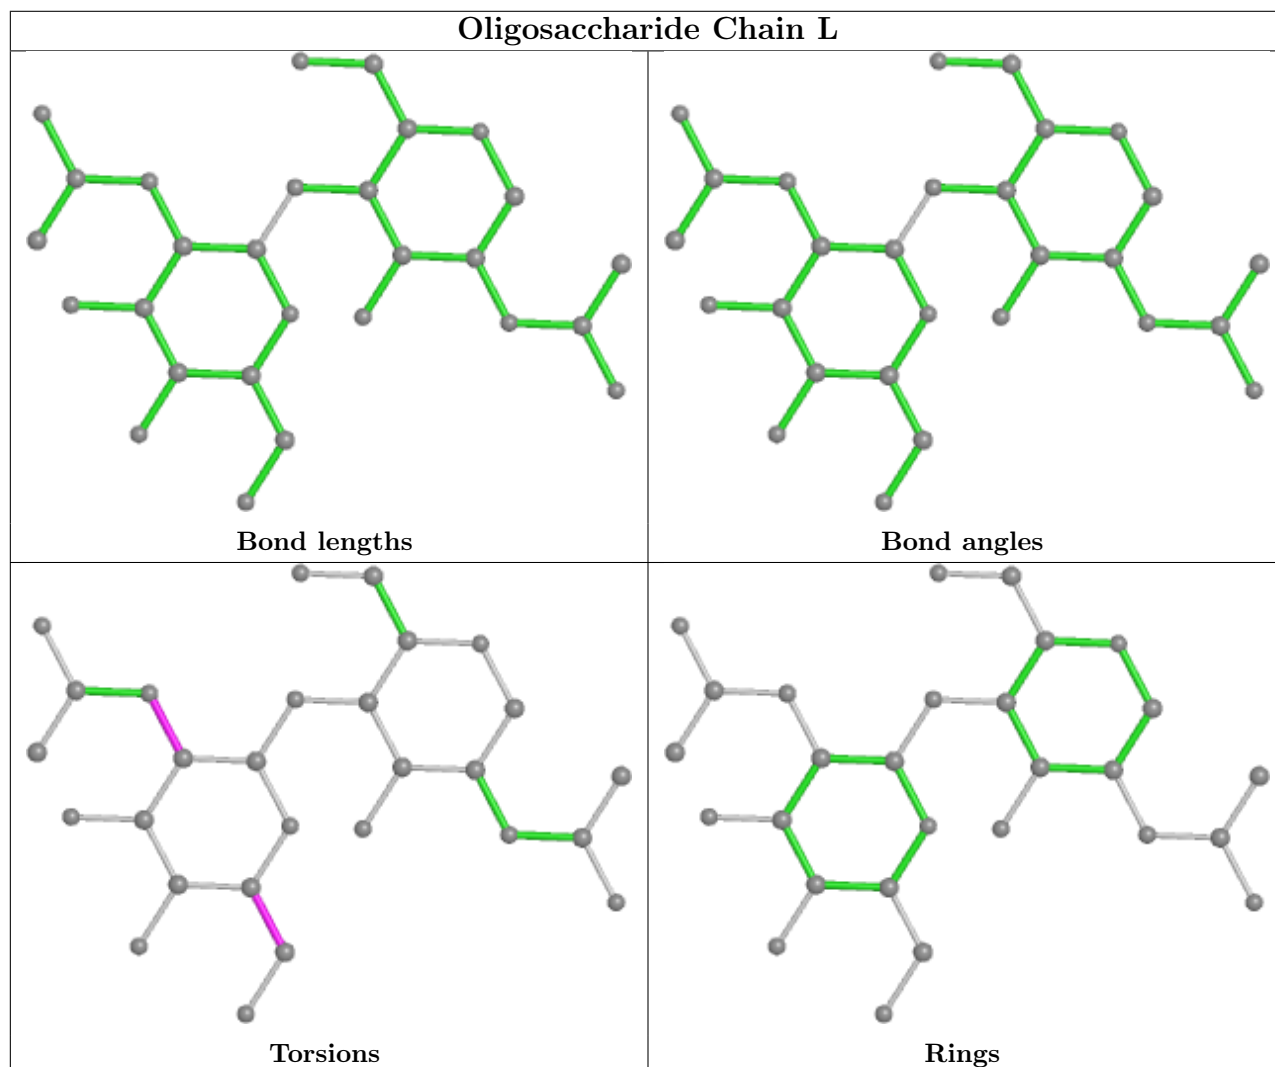 Oligosaccharide Chain L
Bond lengths
Bond angles
Torsions
Rings